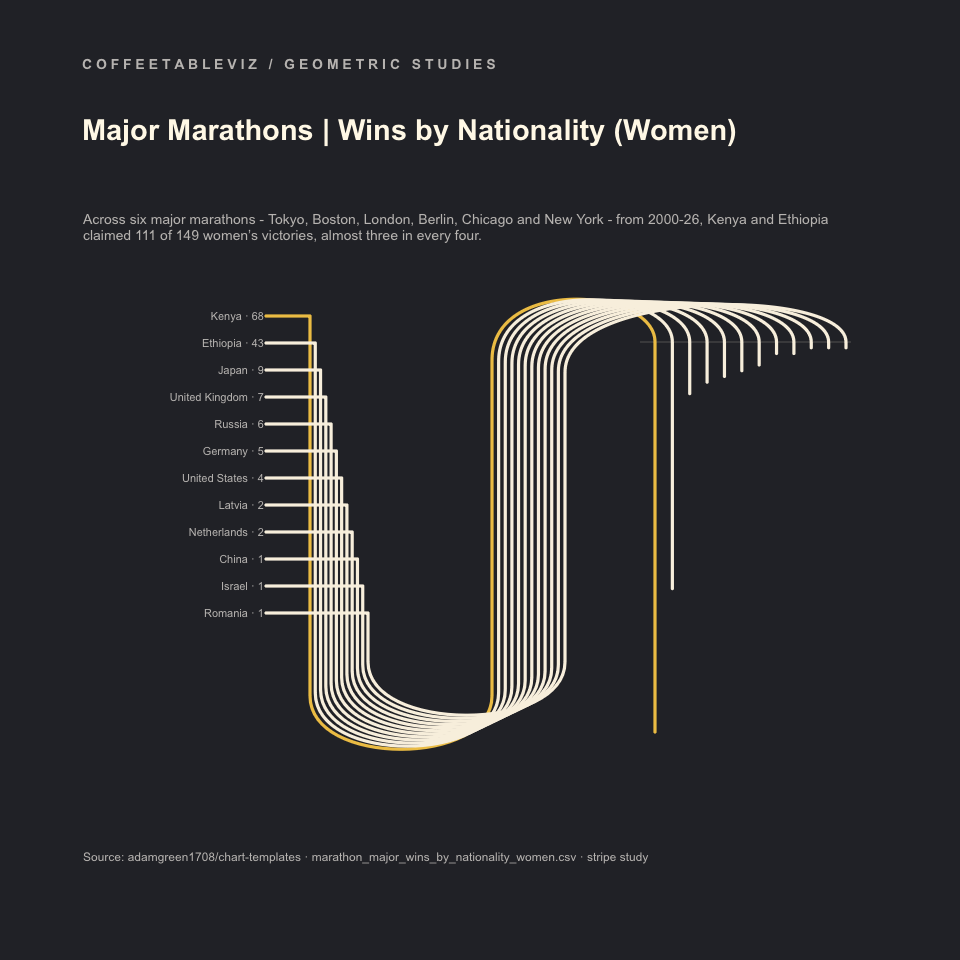 COFFEETABLEVIZ / GEOMETRIC STUDIES
Major Marathons | Wins by Nationality (Women)
Across six major marathons - Tokyo, Boston, London, Berlin, Chicago and New York - from 2000-26, Kenya and Ethiopia
claimed 111 of 149 women's victories, almost three in every four.
Kenya · 68
Ethiopia · 43
Japan · 9
United Kingdom · 7
Russia · 6
Germany · 5
United States · 4
Latvia · 2
Netherlands · 2
China · 1
Israel · 1
Romania · 1
Source: adamgreen1708/chart-templates · marathon_major_wins_by_nationality_women.csv · stripe study